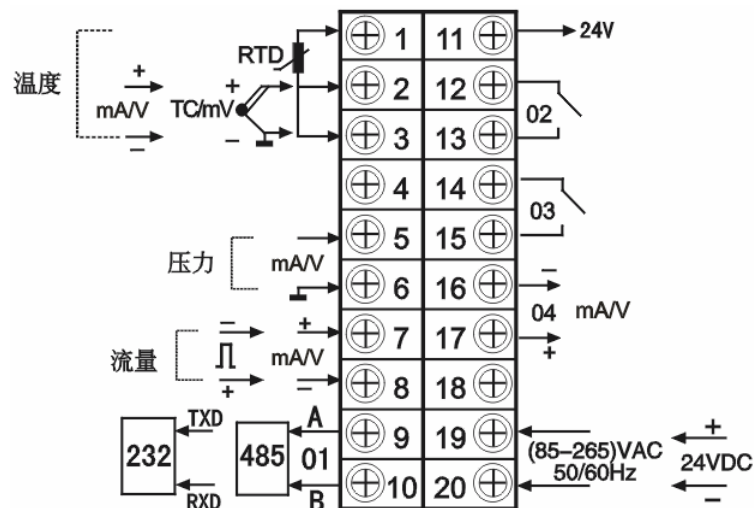 1 11 24V
RTD
温度 + mA/V − TC/mV + −
2 12
02
3 13
4 14
03
5 15
压力 mA/V
6 16 −
04 mA/V
7 17 +
流量 − + + mA/V −
8 18
TXD A
232 485 01
9 19 (85-265)VAC + 24VDC
50/60Hz
10 20 −
RXD B